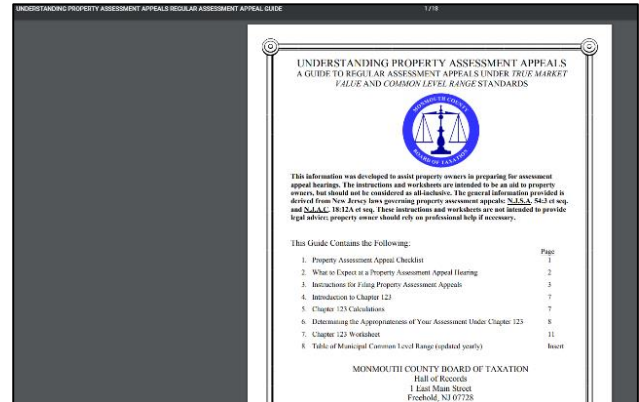 UNDERSTANDING PROPERTY ASSESSMENT APPEALS REGULAR ASSESSMENT APPEAL GUIDE
1 / 19
UNDERSTANDING PROPERTY ASSESSMENT APPEALS
A GUIDE TO REGULAR ASSESSMENT APPEALS UNDER TRUE MARKET
VALUE AND COMMON LEVEL RANGE STANDARDS
MONMOUTH COUNTY
BOARD OF TAXATION
This information was developed to assist property owners in preparing for assessment
appeal hearings. The instructions and worksheets are intended to be an aid to property
owners, but should not be considered as all-inclusive. The general information provided is
derived from New Jersey laws governing property assessment appeals: N.J.S.A. 54:3 et seq.
and N.J.A.C. 18:12A et seq. These instructions and worksheets are not intended to provide
legal advice; property owner should rely on professional help if necessary.
This Guide Contains the Following:
Page
1. Property Assessment Appeal Checklist 1
2. What to Expect at a Property Assessment Appeal Hearing 2
3. Instructions for Filing Property Assessment Appeals 3
4. Introduction to Chapter 123 7
5. Chapter 123 Calculations 7
6. Determining the Appropriateness of Your Assessment Under Chapter 123 8
7. Chapter 123 Worksheet 11
8. Table of Municipal Common Level Range (updated yearly) Insert
MONMOUTH COUNTY BOARD OF TAXATION
Hall of Records
1 East Main Street
Freehold, NJ 07728